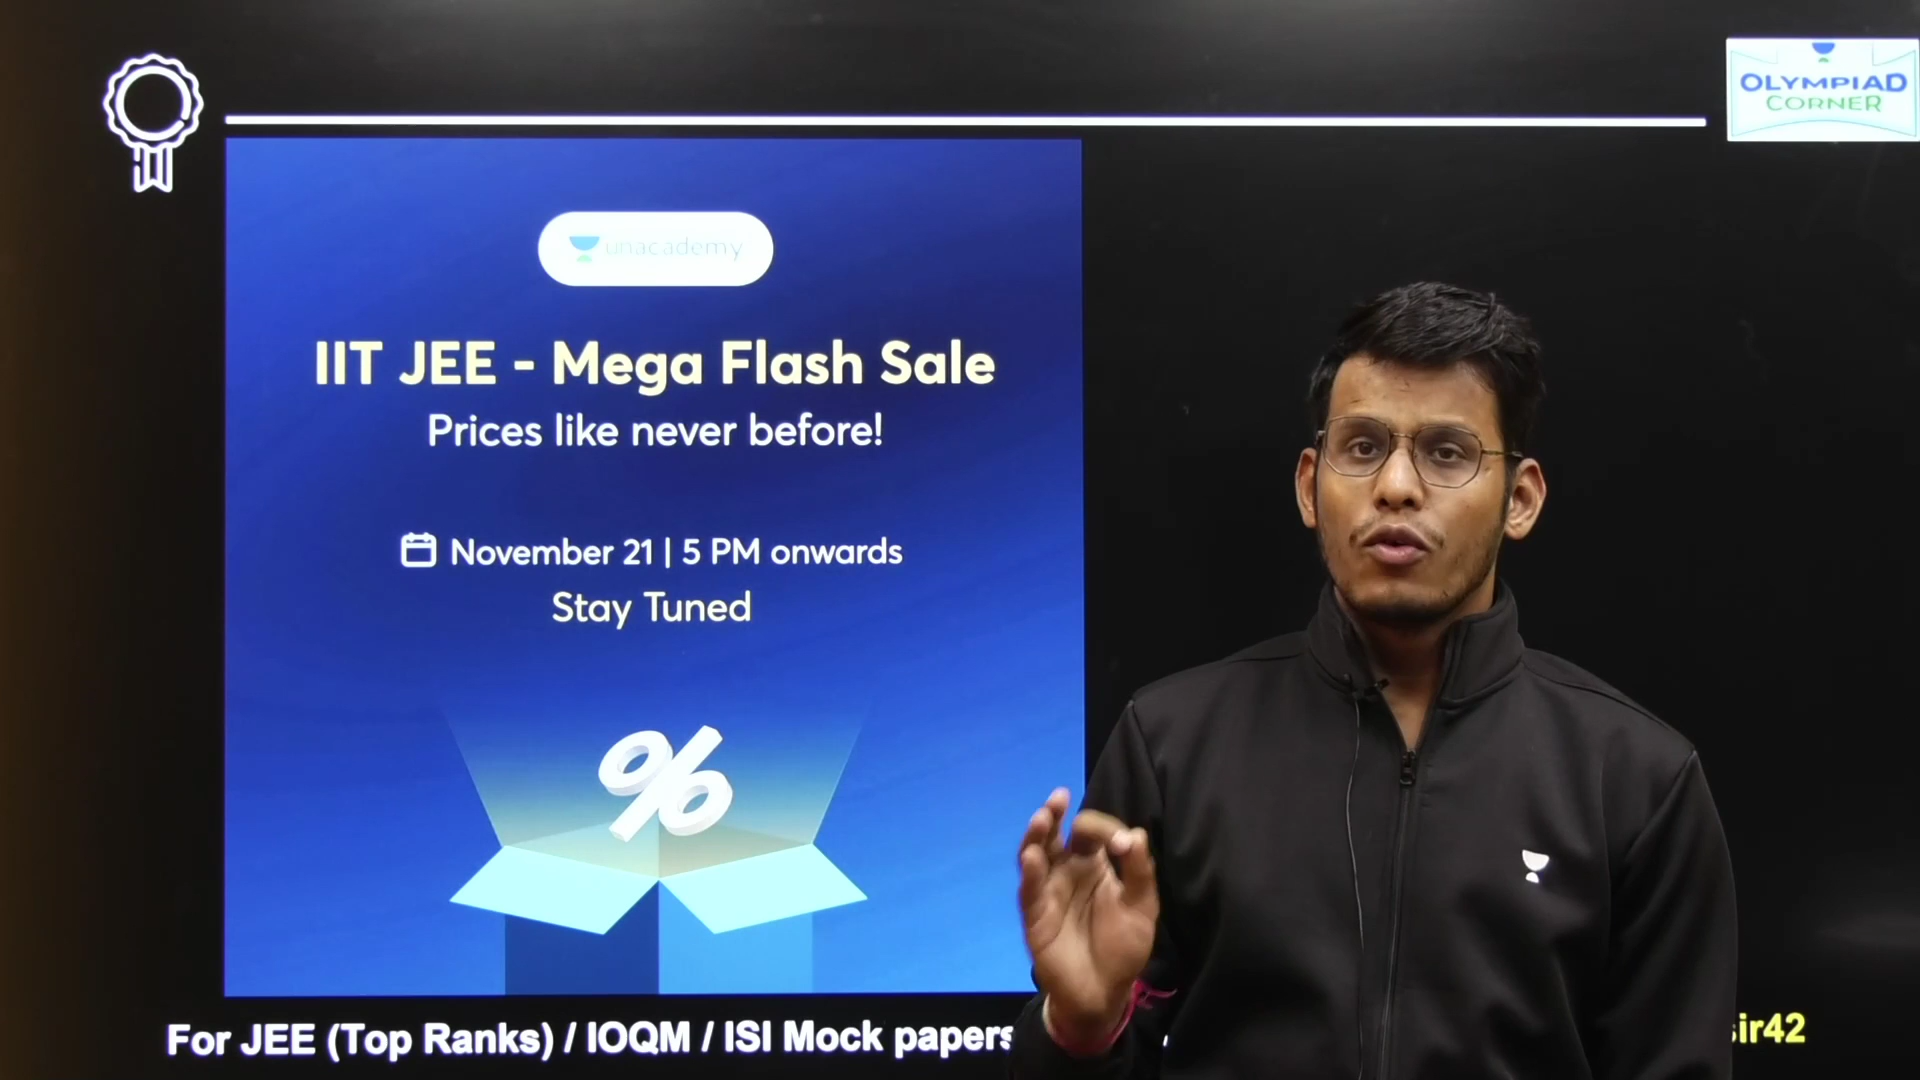 OLYMPIAD
CORNER
unacademy
IIT JEE - Mega Flash Sale
Prices like never before!
November 21 | 5 PM onwards
Stay Tuned
%
For JEE (Top Ranks) / IOQM / ISI Mock papers
sir42